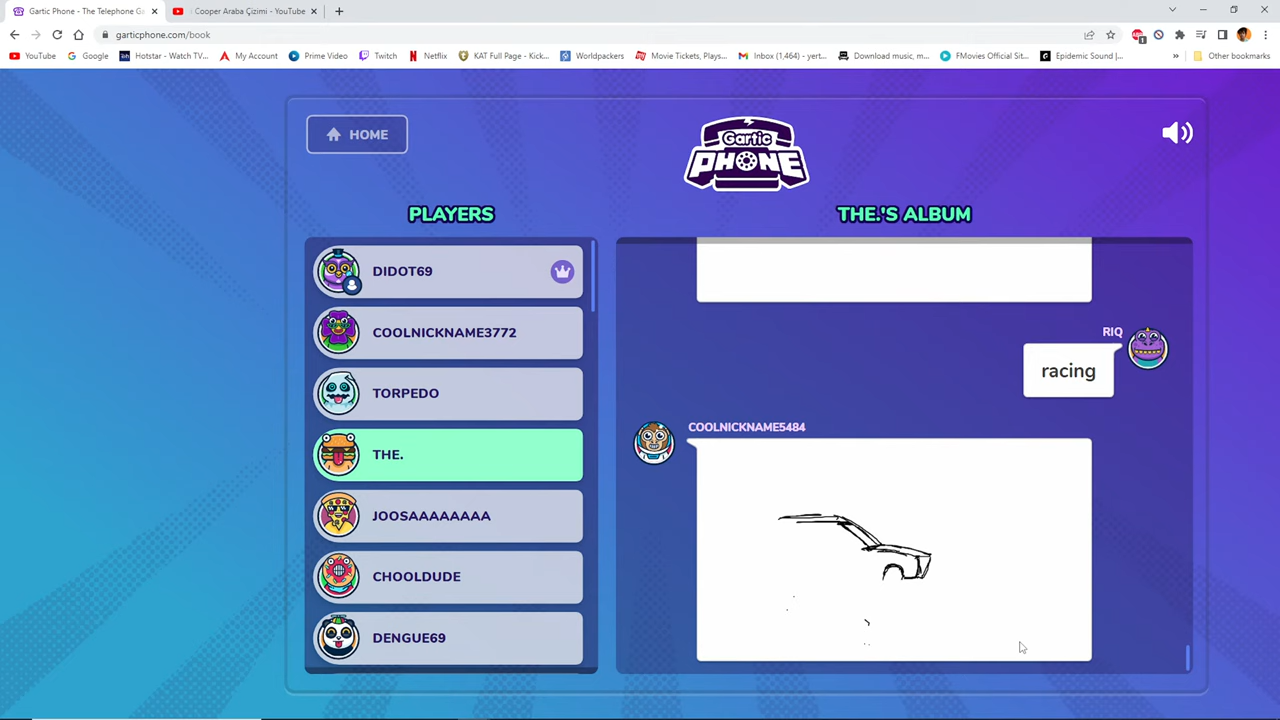 Gartic Phone - The Telephone Ga
Cooper Araba Çizimi - YouTube
garticphone.com/book
YouTube
Google
Hotstar - Watch TV...
My Account
Prime Video
Twitch
Netflix
KAT Full Page - Kick...
Worldpackers
Movie Tickets, Plays...
Inbox (1,464) - yert...
Download music, m...
FMovies Official Sit...
Epidemic Sound |...
»
Other bookmarks
HOME
Gartic
PHONE
PLAYERS
THE.'S ALBUM
DIDOT69
COOLNICKNAME3772
TORPEDO
THE.
JOOSAAAAAAAA
CHOOLDUDE
DENGUE69
RIQ
racing
COOLNICKNAME5484